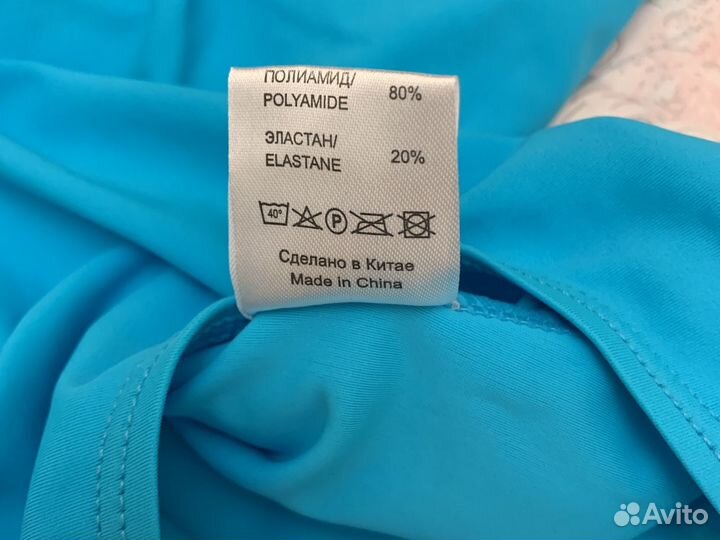 ПОЛИАМИД/
POLYAMIDE 80%
ЭЛАСТАН/
ELASTANE 20%
40° P
Сделано в Китае
Made in China
Avito